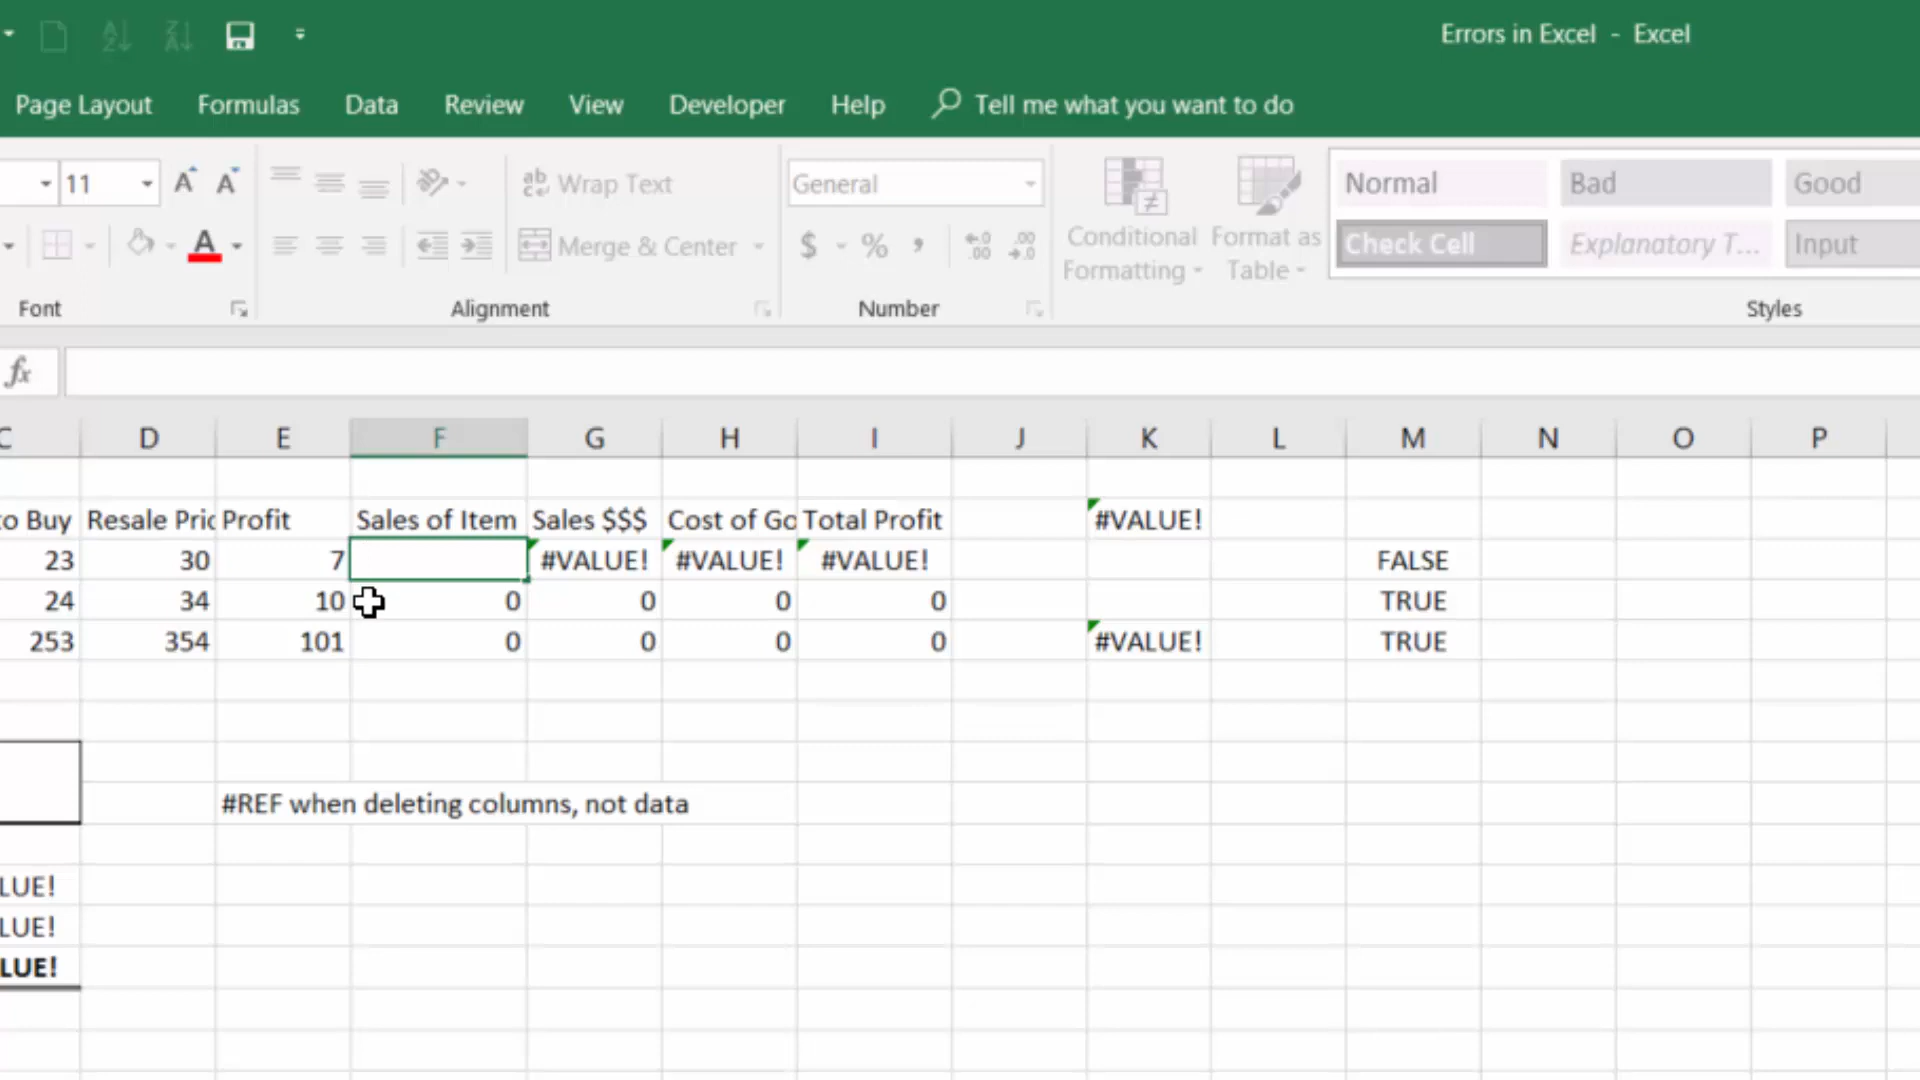 Errors in Excel - Excel
Page Layout Formulas Data Review View Developer Help Tell me what you want to do
11 A A ab Wrap Text General Normal Bad Good
A Merge & Center $ % , Conditional Formatting Format as Table Check Cell Explanatory T... Input
Font Alignment Number Styles
fx
C D E F G H I J K L M N O P
to Buy Resale Pric Profit Sales of Item Sales $$$ Cost of Go Total Profit #VALUE!
23 30 7 #VALUE! #VALUE! #VALUE! FALSE
24 34 10 0 0 0 0 TRUE
253 354 101 0 0 0 0 #VALUE! TRUE
#REF when deleting columns, not data
LUE!
LUE!
LUE!